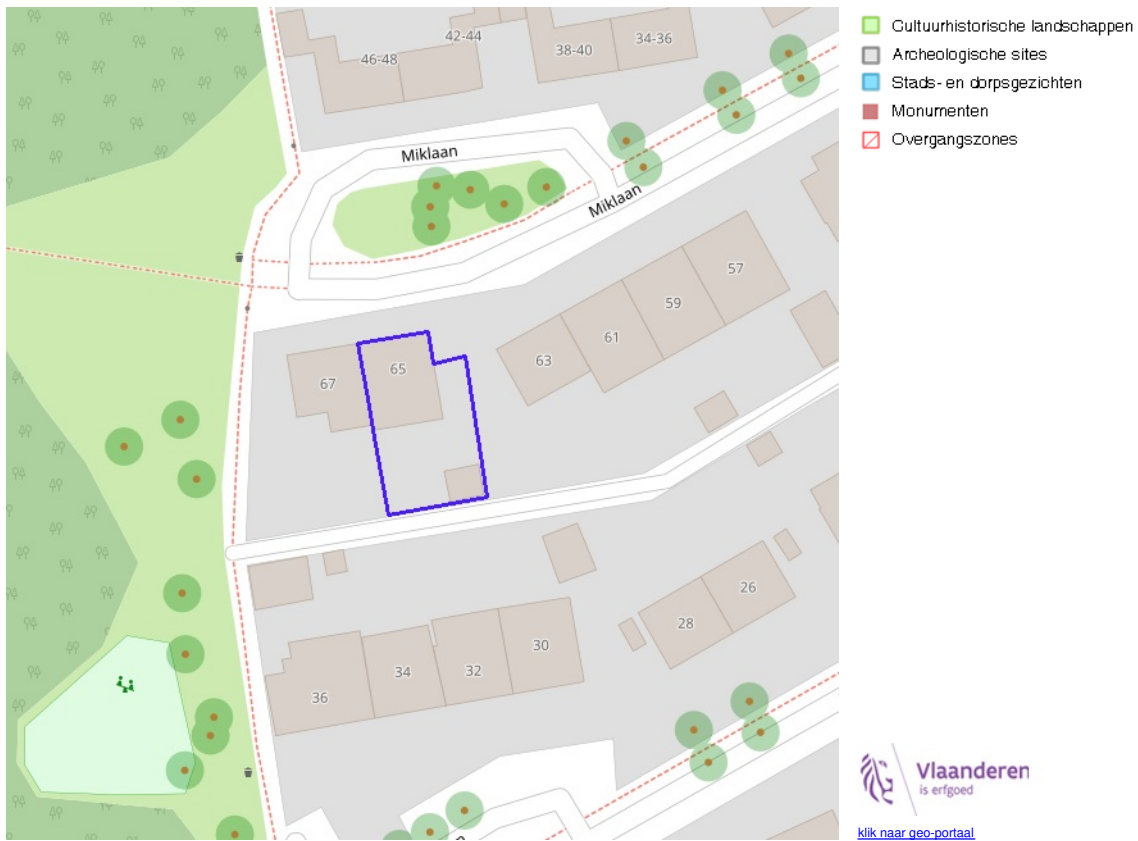 42-44
34-36
38-40
46-48
Miklaan
Miklaan
57
59
61
63
65
67
26
28
30
34
32
36
Cultuurhistorische landschappen
Archeologische sites
Stads- en dorpsgezichten
Monumenten
Overgangszones
Vlaanderen
is erfgoed
klik naar geo-portaal